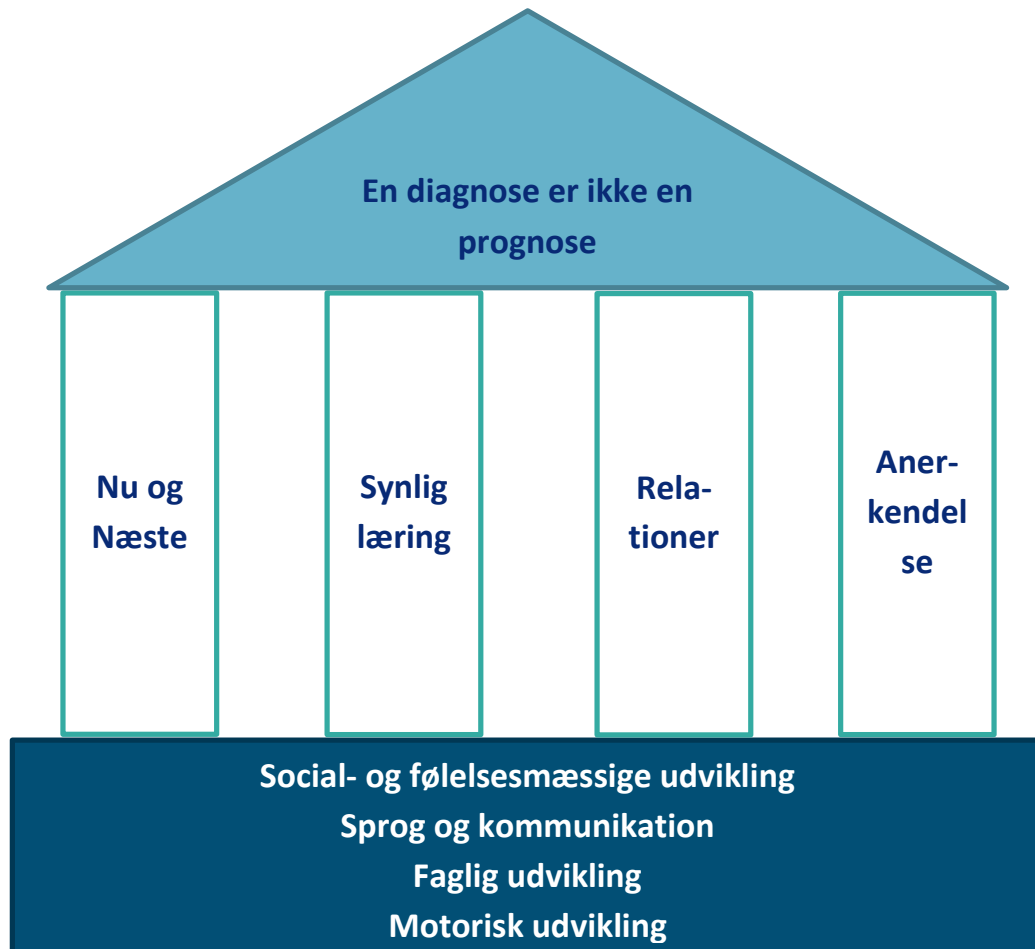 En diagnose er ikke en
prognose
Nu og
Næste
Synlig
læring
Rela-
tioner
Aner-
kendel
se
Social- og følelsesmæssige udvikling
Sprog og kommunikation
Faglig udvikling
Motorisk udvikling